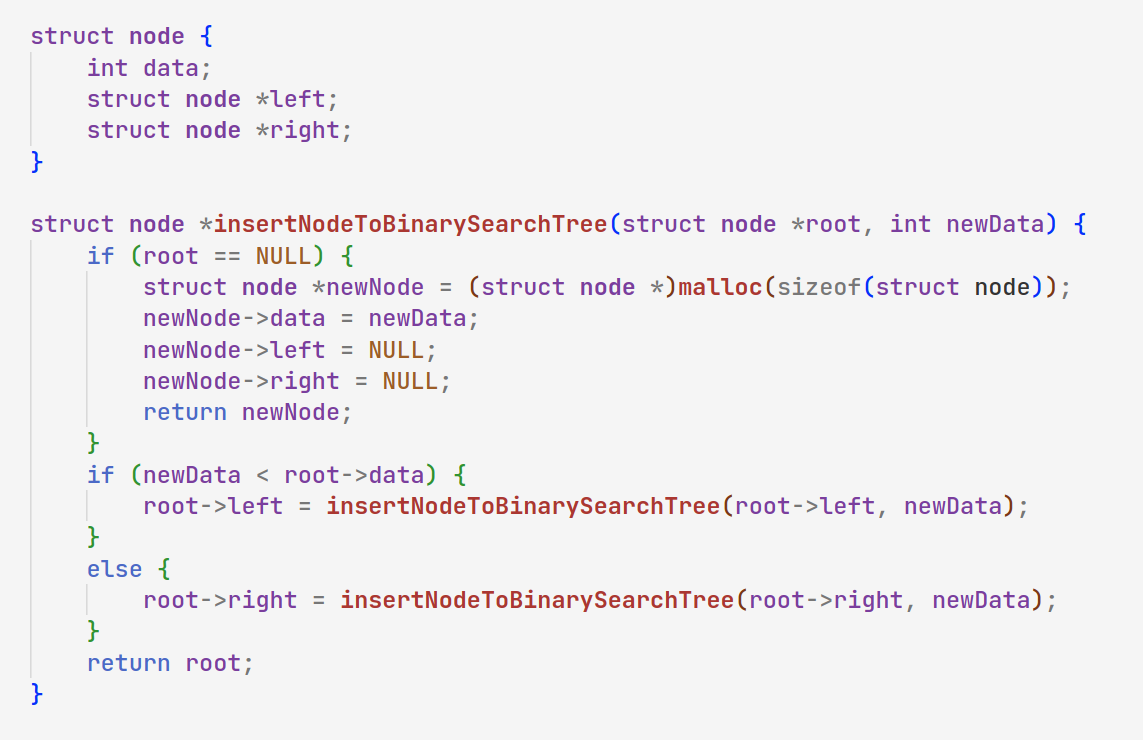 struct node {
    int data;
    struct node *left;
    struct node *right;
}

struct node *insertNodeToBinarySearchTree(struct node *root, int newData) {
    if (root == NULL) {
        struct node *newNode = (struct node *)malloc(sizeof(struct node));
        newNode->data = newData;
        newNode->left = NULL;
        newNode->right = NULL;
        return newNode;
    }
    if (newData < root->data) {
        root->left = insertNodeToBinarySearchTree(root->left, newData);
    }
    else {
        root->right = insertNodeToBinarySearchTree(root->right, newData);
    }
    return root;
}